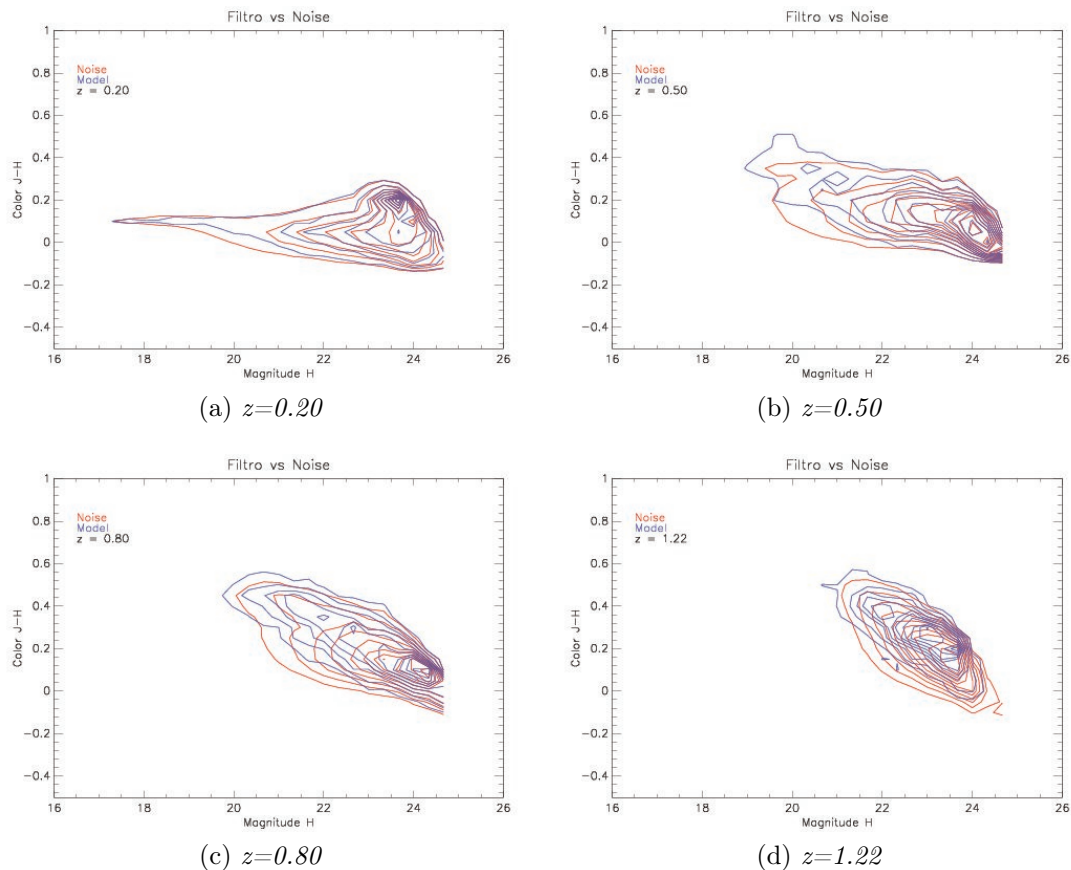 Filtro vs Noise
1
0.8
0.6
0.4
0.2
0
−0.2
−0.4
Color J−H
Noise
Model
z = 0.20
16 18 20 22 24 26
Magnitude H
(a) z=0.20
Filtro vs Noise
1
0.8
0.6
0.4
0.2
0
−0.2
−0.4
Color J−H
Noise
Model
z = 0.50
16 18 20 22 24 26
Magnitude H
(b) z=0.50
Filtro vs Noise
1
0.8
0.6
0.4
0.2
0
−0.2
−0.4
Color J−H
Noise
Model
z = 0.80
16 18 20 22 24 26
Magnitude H
(c) z=0.80
Filtro vs Noise
1
0.8
0.6
0.4
0.2
0
−0.2
−0.4
Color J−H
Noise
Model
z = 1.22
16 18 20 22 24 26
Magnitude H
(d) z=1.22